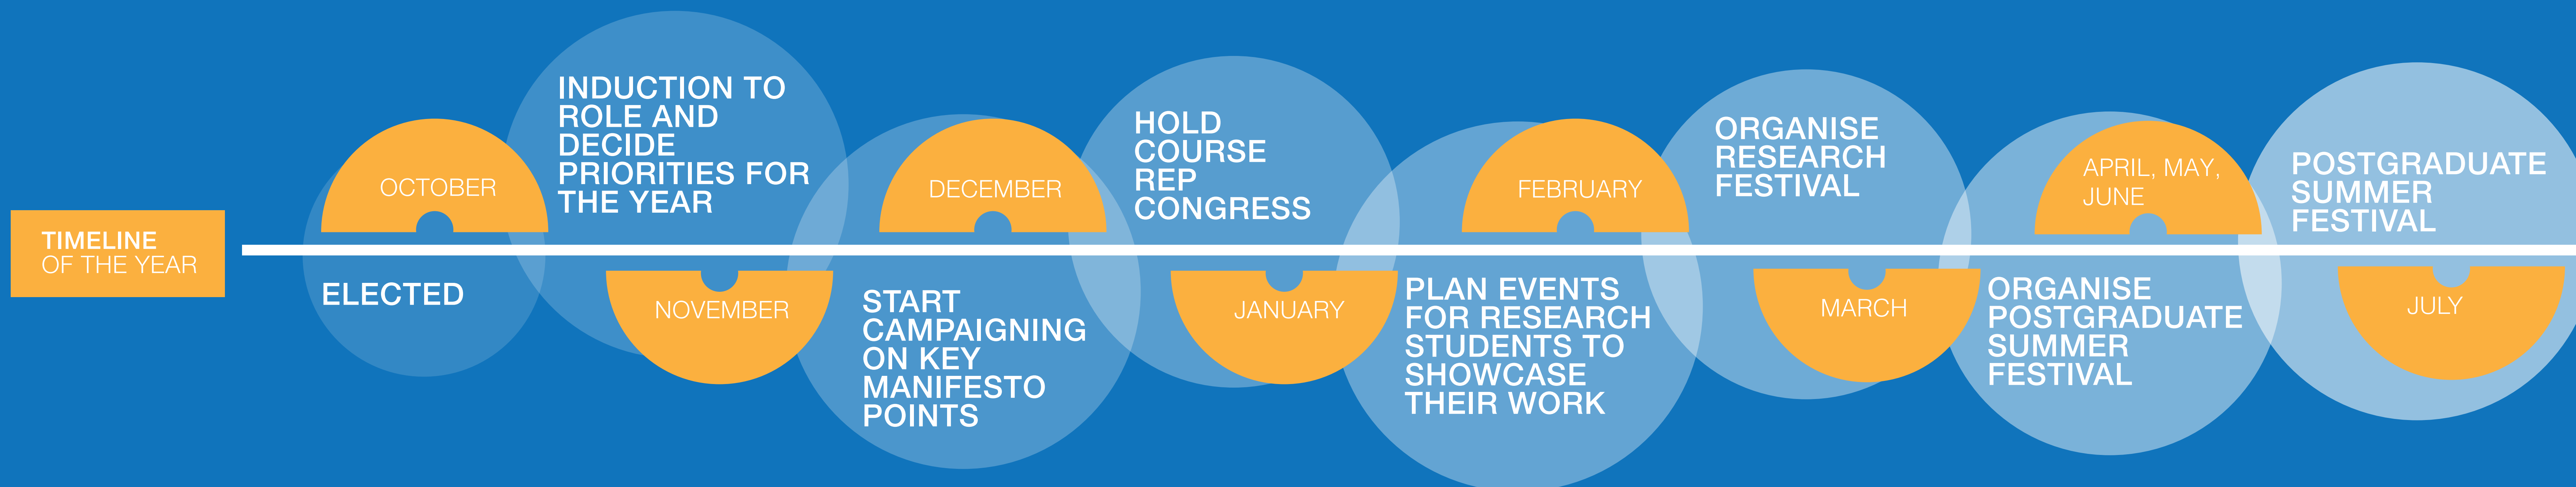 TIMELINE
OF THE YEAR
OCTOBER
ELECTED
INDUCTION TO
ROLE AND
DECIDE
PRIORITIES FOR
THE YEAR
NOVEMBER
DECEMBER
START
CAMPAIGNING
ON KEY
MANIFESTO
POINTS
HOLD
COURSE
REP
CONGRESS
JANUARY
FEBRUARY
PLAN EVENTS
FOR RESEARCH
STUDENTS TO
SHOWCASE
THEIR WORK
ORGANISE
RESEARCH
FESTIVAL
MARCH
APRIL, MAY,
JUNE
ORGANISE
POSTGRADUATE
SUMMER
FESTIVAL
POSTGRADUATE
SUMMER
FESTIVAL
JULY